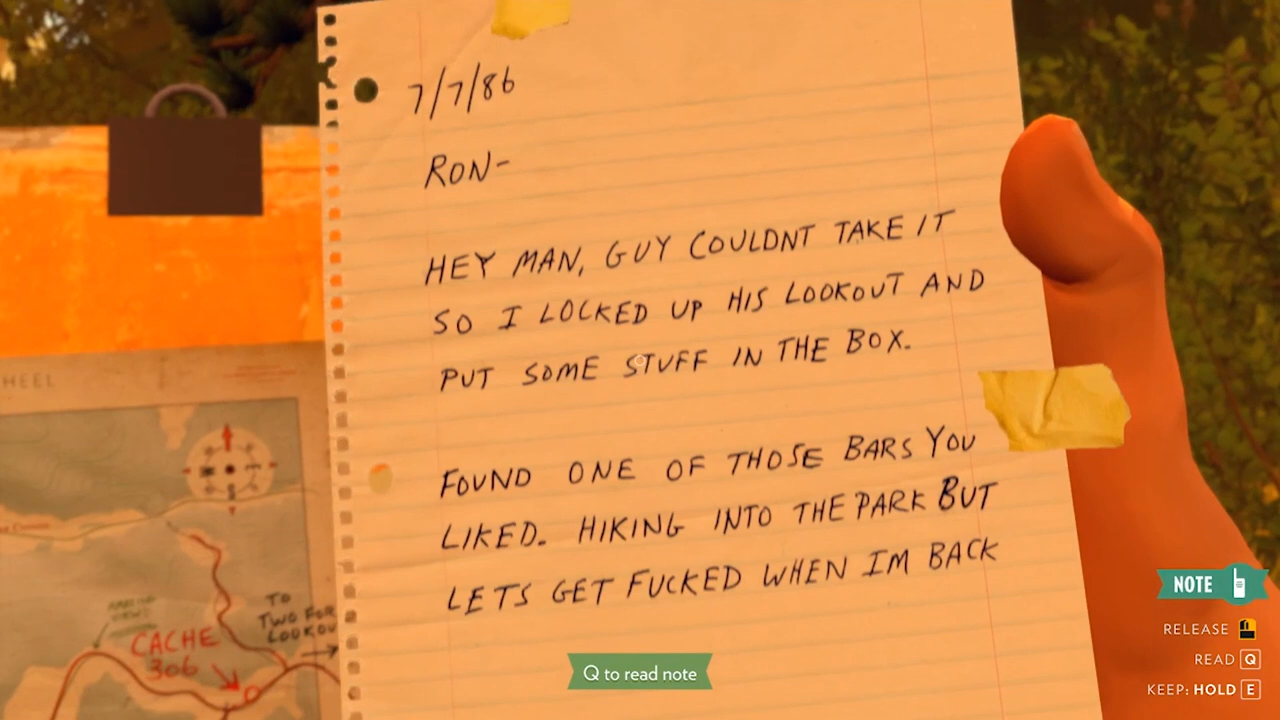 7/7/86
RON-
HEY MAN, GUY COULDNT TAKE IT
SO I LOCKED UP HIS LOOKOUT AND
PUT SOME STUFF IN THE BOX.
FOUND ONE OF THOSE BARS YOU
LIKED. HIKING INTO THE PARK BUT
LETS GET FUCKED WHEN IM BACK
HEEL
CACHE
306
TO
TWO FOR
LOOKOU
NOTE
RELEASE
READ Q
KEEP: HOLD E
Q to read note